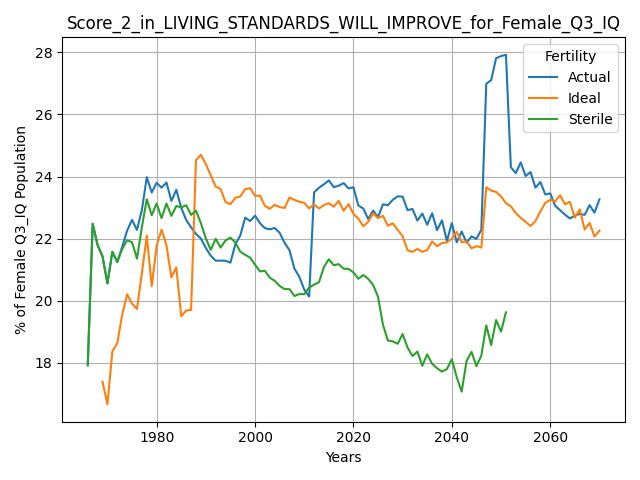 Score_2_in_LIVING_STANDARDS_WILL_IMPROVE_for_Female_Q3_IQ
% of Female Q3_IQ Population
28
26
24
22
20
18
Fertility
Actual
Ideal
Sterile
1980
2000
2020
2040
2060
Years